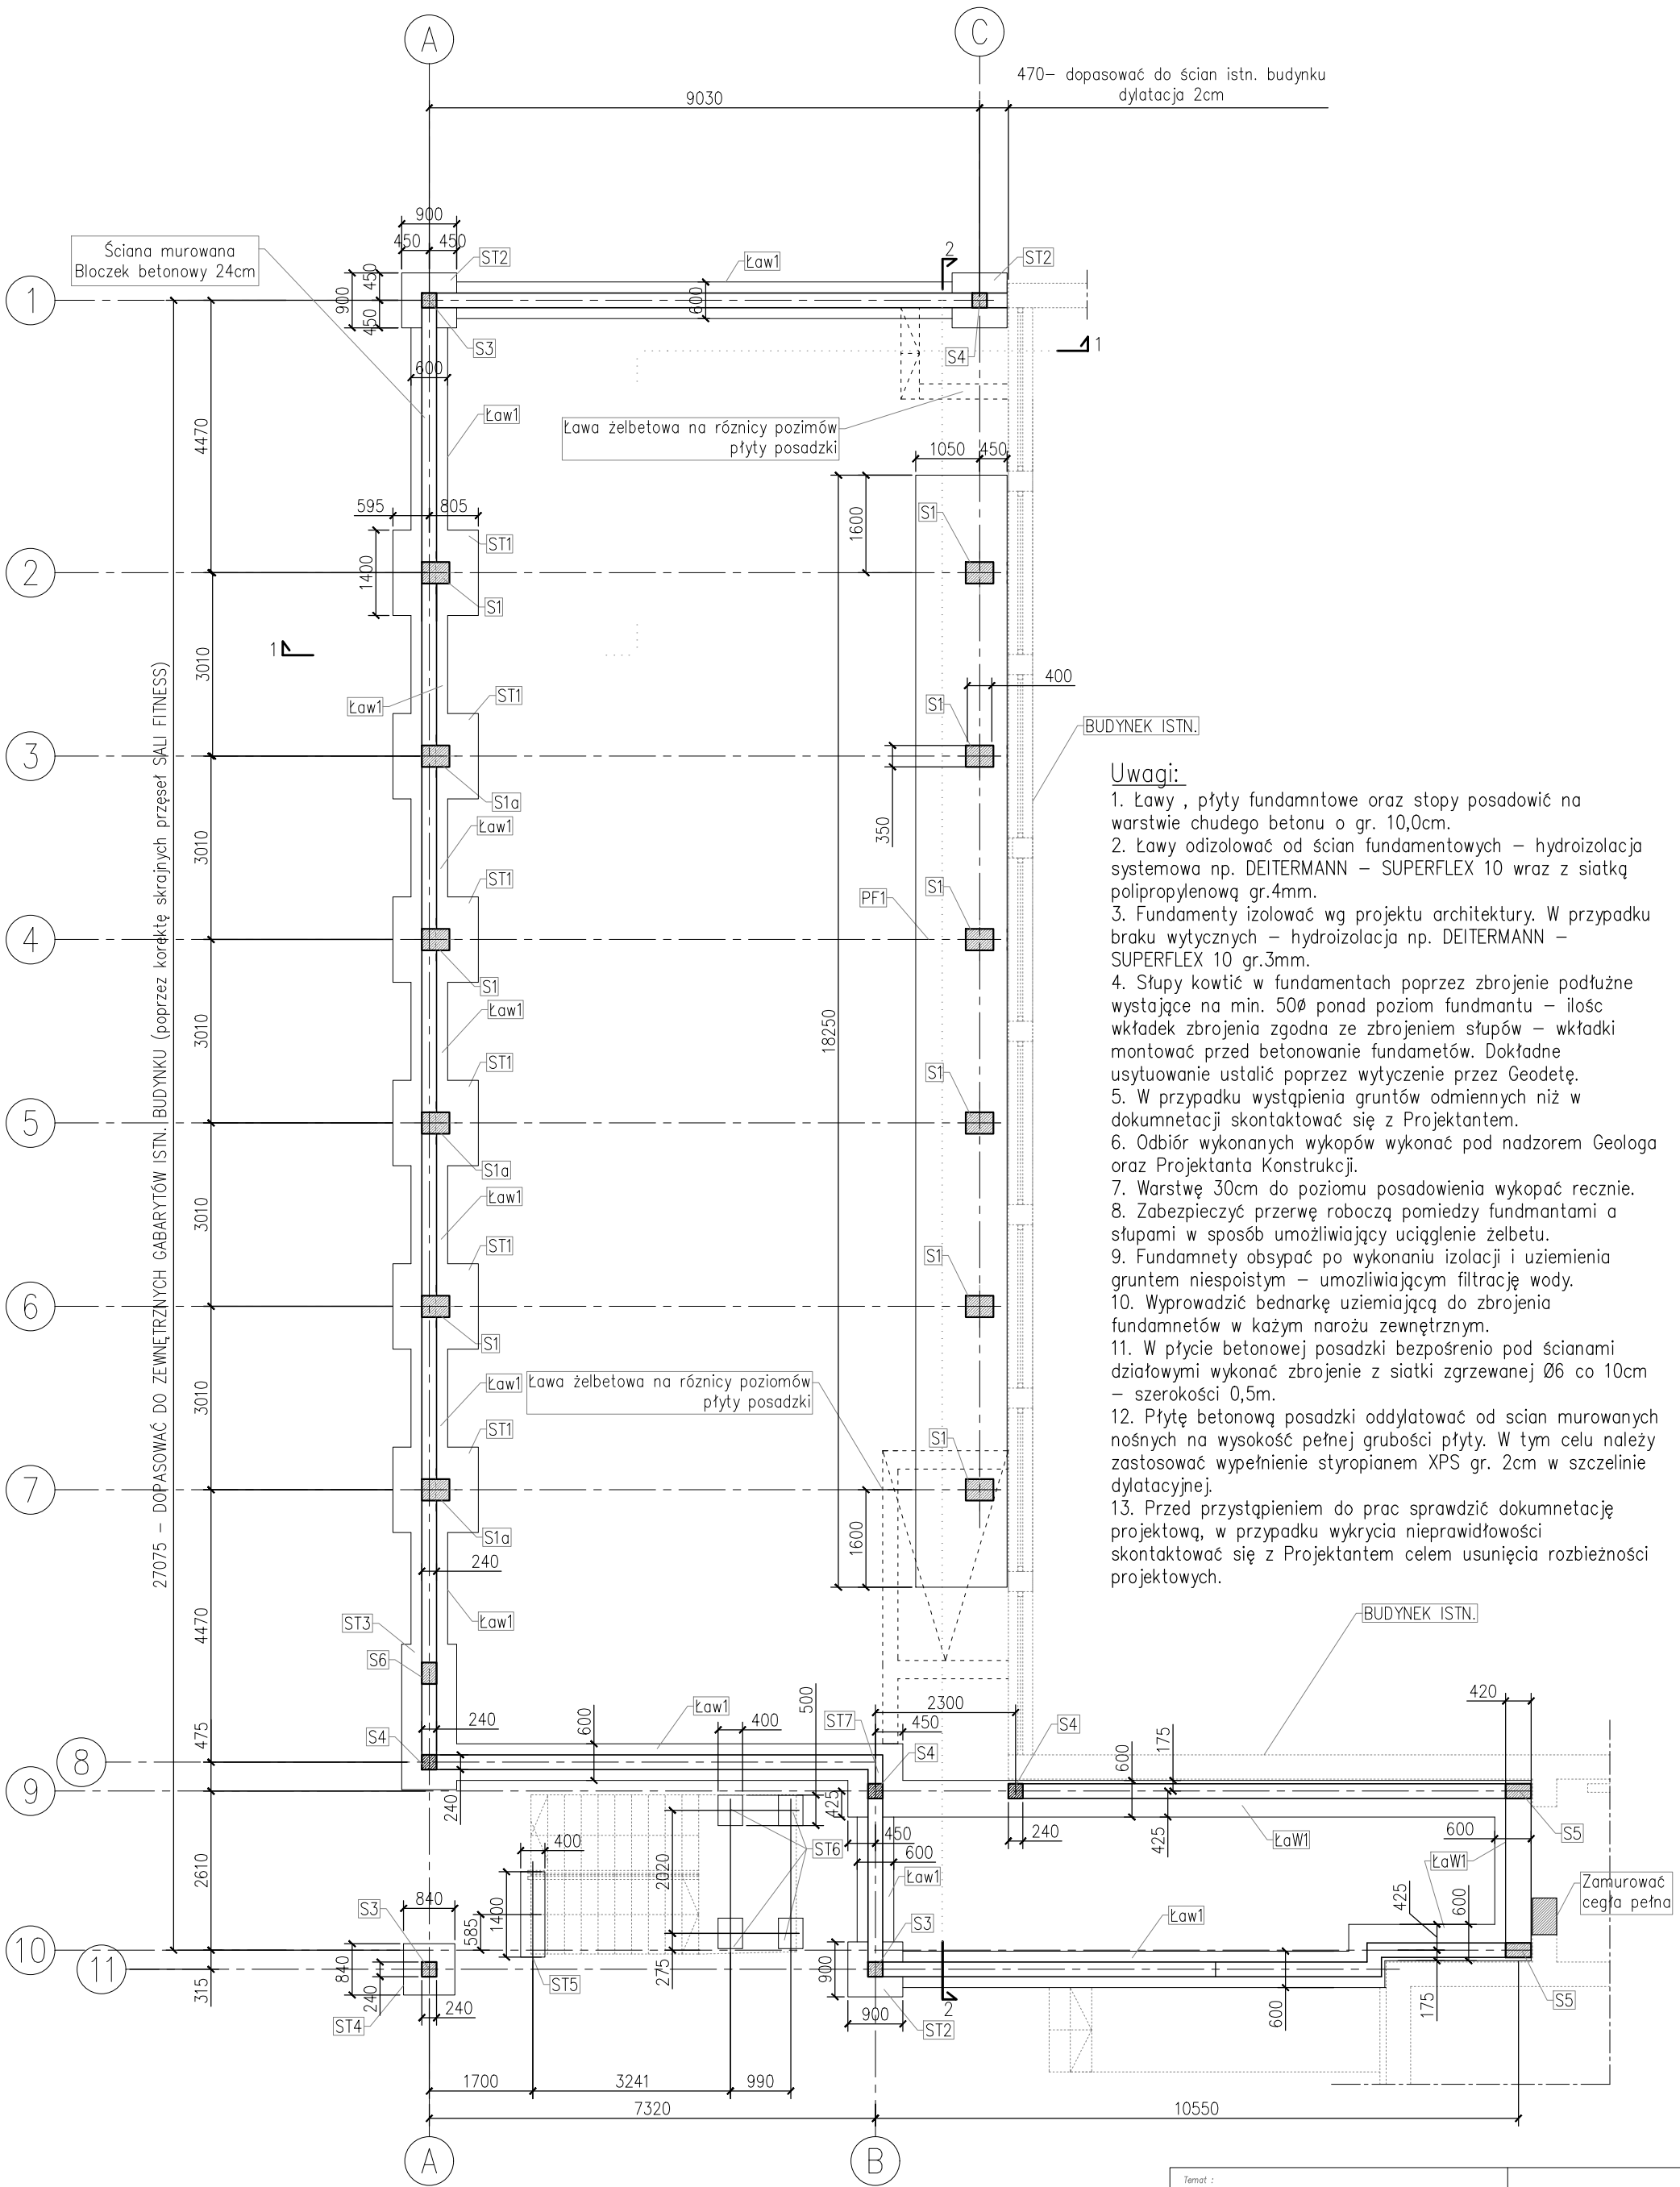 A
C
470– dopasować do ścian istn. budynku
dylatacja 2cm
9030
900
450
450
Ściana murowana
Bloczek betonowy 24cm
ST2
Ław1
2
ST2
1
900
450
450
600
S3
S4
1
600
Ław1
Ława żelbetowa na róznicy pozimów
płyty posadzki
4470
1050
450
595
805
1600
S1
ST1
2
1400
S1
1
3010
Ław1
ST1
400
S1
BUDYNEK ISTN.
3
S1a
350
Ław1
3010
ST1
S1
PF1
4
S1
Ław1
3010
18250
ST1
S1
5
S1a
Ław1
3010
ST1
S1
6
S1
Ław1
Ława żelbetowa na róznicy poziomów
płyty posadzki
3010
ST1
S1
7
S1a
1600
240
27075 – DOPASOWAĆ DO ZEWNĘTRZNYCH GABARYTÓW ISTN. BUDYNKU (poprzez korektę skrajnych przęseł SALI FITNESS)
Uwagi:
1. Ławy , płyty fundamntowe oraz stopy posadowić na
warstwie chudego betonu o gr. 10,0cm.
2. Ławy odizolować od ścian fundamentowych – hydroizolacja
systemowa np. DEITERMANN – SUPERFLEX 10 wraz z siatką
polipropylenową gr.4mm.
3. Fundamenty izolować wg projektu architektury. W przypadku
braku wytycznych – hydroizolacja np. DEITERMANN –
SUPERFLEX 10 gr.3mm.
4. Słupy kowtić w fundamentach poprzez zbrojenie podłużne
wystające na min. 50Ø ponad poziom fundmantu – ilośc
wkładek zbrojenia zgodna ze zbrojeniem słupów – wkładki
montować przed betonowanie fundametów. Dokładne
usytuowanie ustalić poprzez wytyczenie przez Geodetę.
5. W przypadku wystąpienia gruntów odmiennych niż w
dokumnetacji skontaktować się z Projektantem.
6. Odbiór wykonanych wykopów wykonać pod nadzorem Geologa
oraz Projektanta Konstrukcji.
7. Warstwę 30cm do poziomu posadowienia wykopać recznie.
8. Zabezpieczyć przerwę roboczą pomiedzy fundmantami a
słupami w sposób umożliwiający uciąglenie żelbetu.
9. Fundamnety obsypać po wykonaniu izolacji i uziemienia
gruntem niespoistym – umozliwiającym filtrację wody.
10. Wyprowadzić bednarkę uziemiającą do zbrojenia
fundamnetów w każym narożu zewnętrznym.
11. W płycie betonowej posadzki bezpośrenio pod ścianami
działowymi wykonać zbrojenie z siatki zgrzewanej Ø6 co 10cm
– szerokości 0,5m.
12. Płytę betonową posadzki oddylatować od scian murowanych
nośnych na wysokość pełnej grubości płyty. W tym celu należy
zastosować wypełnienie styropianem XPS gr. 2cm w szczelinie
dylatacyjnej.
13. Przed przystąpieniem do prac sprawdzić dokumnetację
projektową, w przypadku wykrycia nieprawidłowości
skontaktować się z Projektantem celem usunięcia rozbieżności
projektowych.
4470
ST3
Ław1
BUDYNEK ISTN.
S6
Ław1
2300
420
240
600
400
500
ST7
450
S4
175
475
S4
S4
600
8
9
240
425
450
240
425
ŁaW1
600
S5
400
2020
ST6
600
Ław1
ŁaW1
Zamurować
cegła pełna
2610
S3
840
1400
585
S3
Ław1
425
600
10
11
315
840
240
240
ST4
ST5
275
900
900
2
ST2
600
175
S5
1700
3241
990
7320
10550
A
B
Temat :